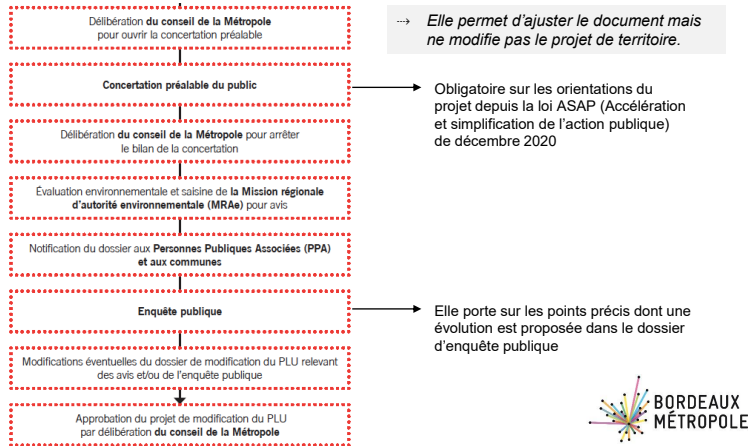 Délibération du conseil de la Métropole
pour ouvrir la concertation préalable
⇢ Elle permet d’ajuster le document mais
ne modifie pas le projet de territoire.
Concertation préalable du public
Obligatoire sur les orientations du
projet depuis la loi ASAP (Accélération
et simplification de l’action publique)
de décembre 2020
Délibération du conseil de la Métropole pour arrêter
le bilan de la concertation
Évaluation environnementale et saisine de la Mission régionale
d’autorité environnementale (MRAe) pour avis
Notification du dossier aux Personnes Publiques Associées (PPA)
et aux communes
Enquête publique
Elle porte sur les points précis dont une
évolution est proposée dans le dossier
d’enquête publique
Modifications éventuelles du dossier de modification du PLU relevant
des avis et/ou de l’enquête publique
Approbation du projet de modification du PLU
par délibération du conseil de la Métropole
BORDEAUX
MÉTROPOLE